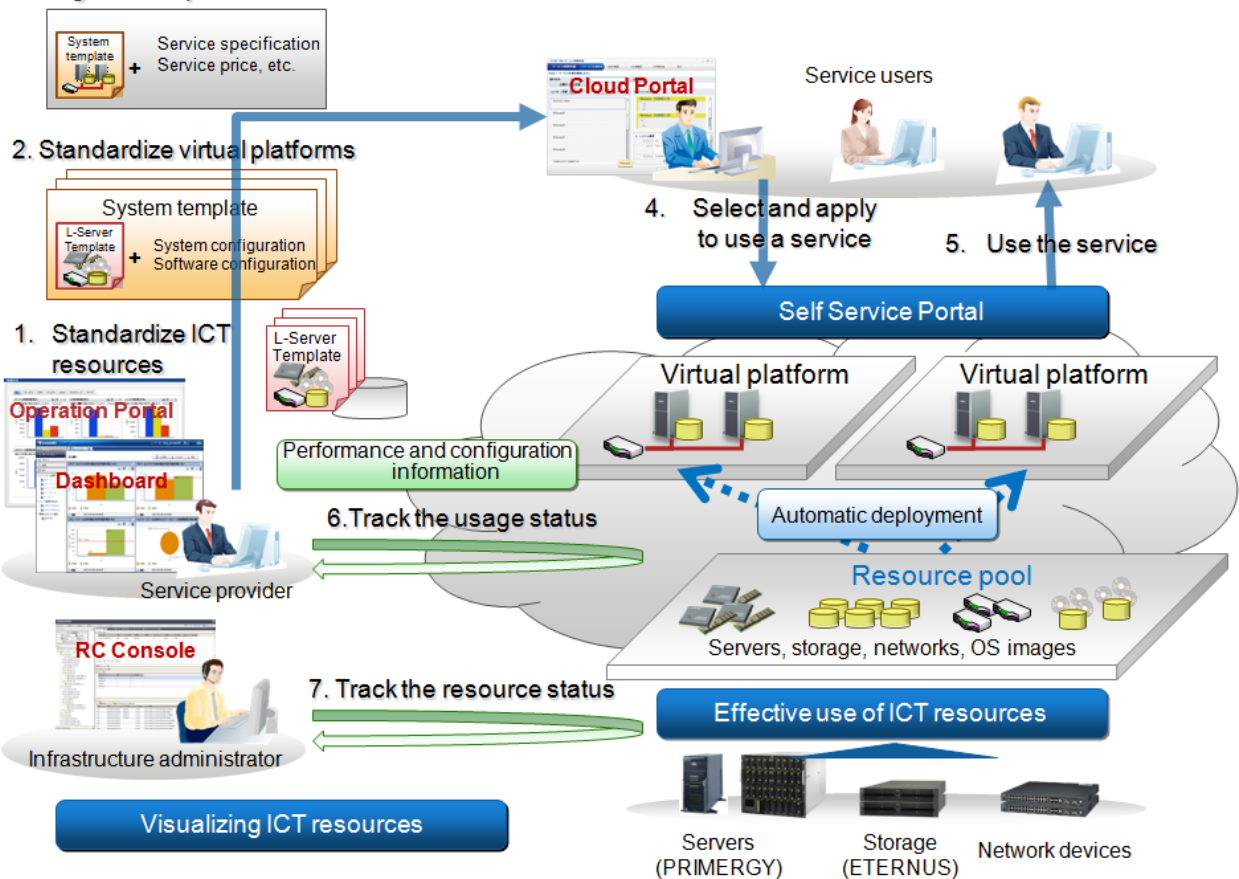 System
template
+
Service specification
Service price, etc.
Cloud Portal
Service users
2. Standardize virtual platforms
System template
L-Server
Template
+
System configuration
Software configuration
4. Select and apply
to use a service
5. Use the service
Self Service Portal
1. Standardize ICT
resources
L-Server
Template
Operation Portal
Dashboard
Service provider
Performance and configuration
information
Virtual platform
Virtual platform
6.Track the usage status
Automatic deployment
Resource pool
Servers, storage, networks, OS images
RC Console
7. Track the resource status
Infrastructure administrator
Effective use of ICT resources
Visualizing ICT resources
Servers
(PRIMERGY)
Storage
(ETERNUS)
Network devices